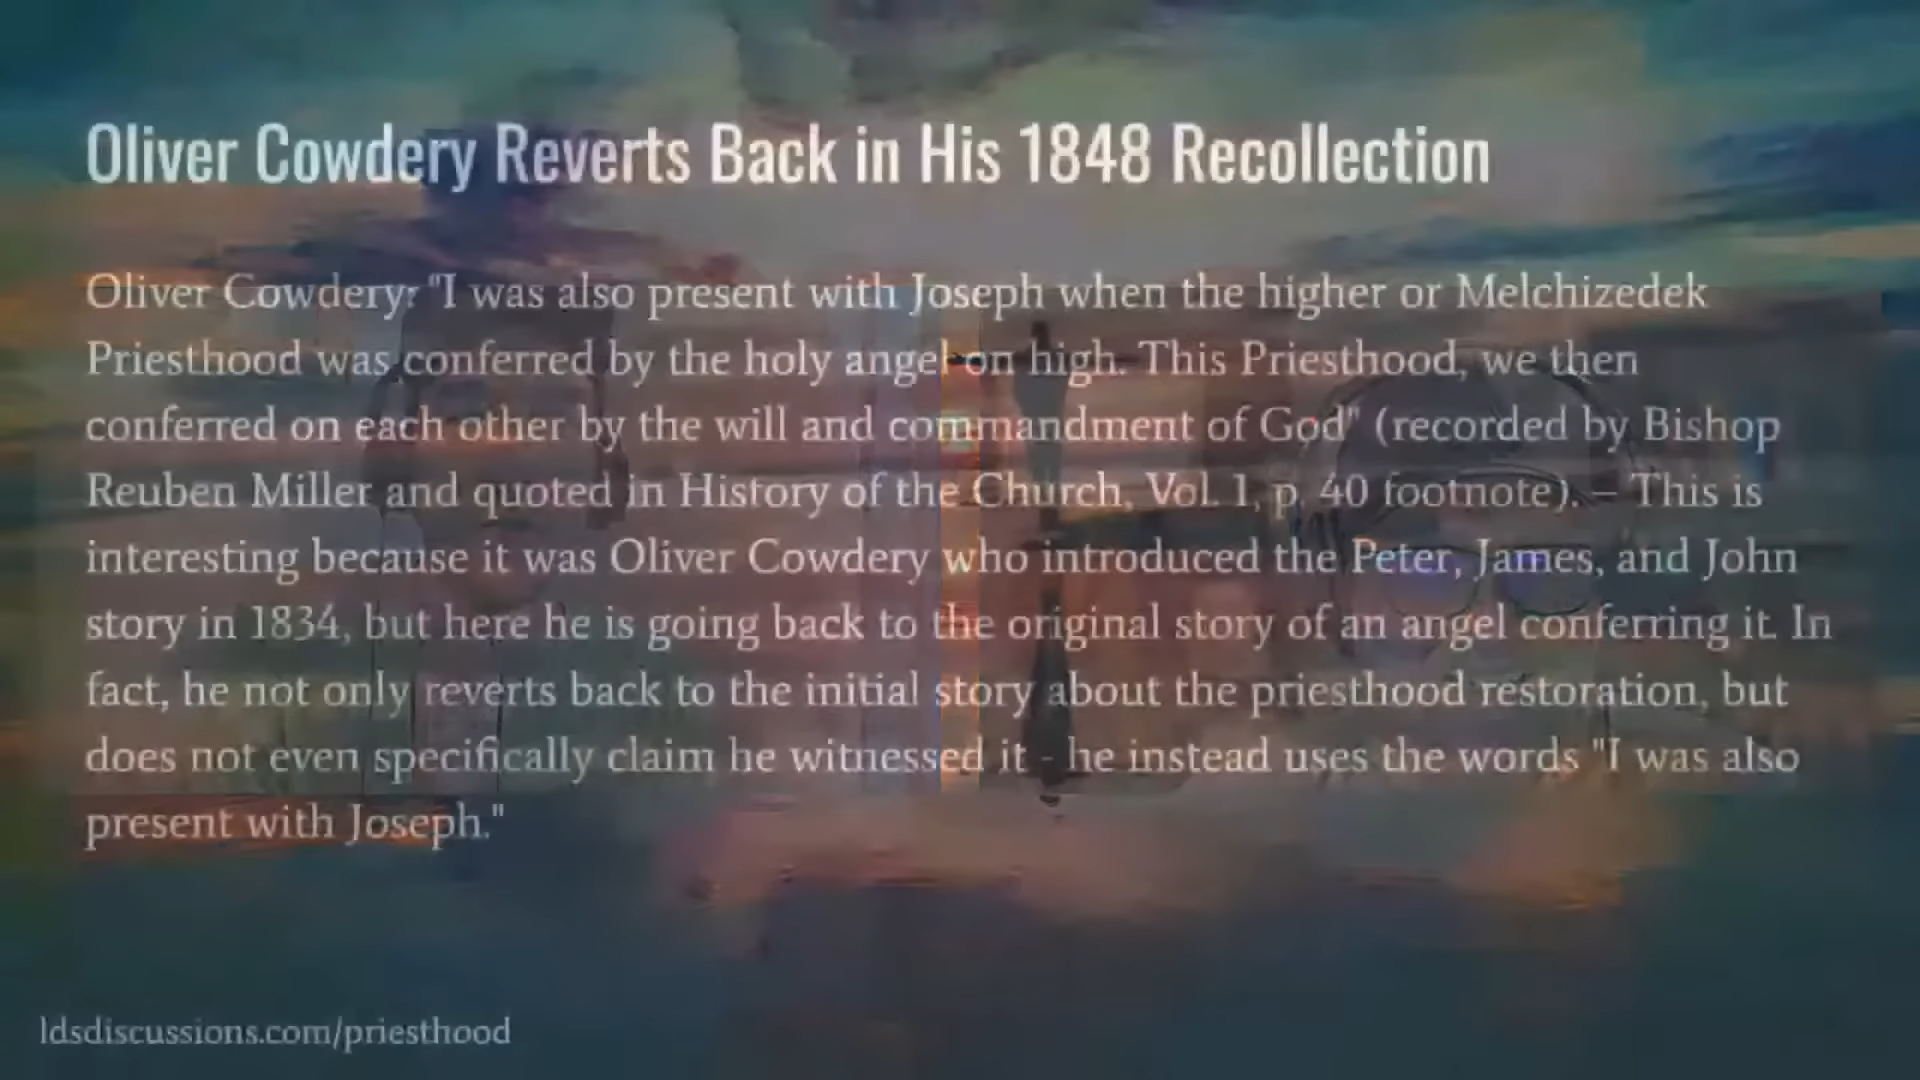 Oliver Cowdery Reverts Back in His 1848 Recollection
Oliver Cowdery: "I was also present with Joseph when the higher or Melchizedek
Priesthood was conferred by the holy angel on high. This Priesthood, we then
conferred on each other by the will and commandment of God" (recorded by Bishop
Reuben Miller and quoted in History of the Church, Vol. 1, p. 40 footnote). – This is
interesting because it was Oliver Cowdery who introduced the Peter, James, and John
story in 1834, but here he is going back to the original story of an angel conferring it. In
fact, he not only reverts back to the initial story about the priesthood restoration, but
does not even specifically claim he witnessed it - he instead uses the words "I was also
present with Joseph."
ldsdiscussions.com/priesthood